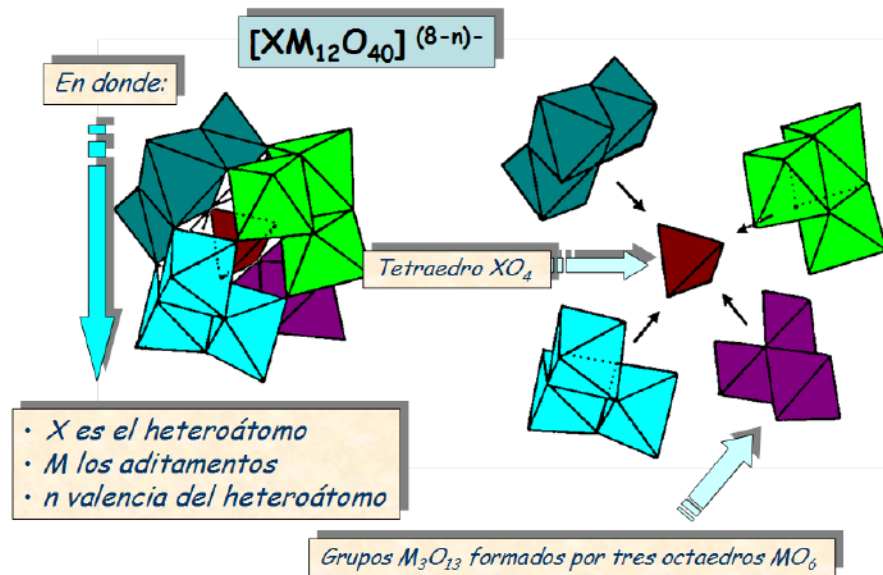 [XM₁₂O₄₀] ⁽⁸⁻ⁿ⁾⁻
En donde:
Tetraedro XO₄
• X es el heteroátomo
• M los aditamentos
• n valencia del heteroátomo
Grupos M₃O₁₃ formados por tres octaedros MO₆